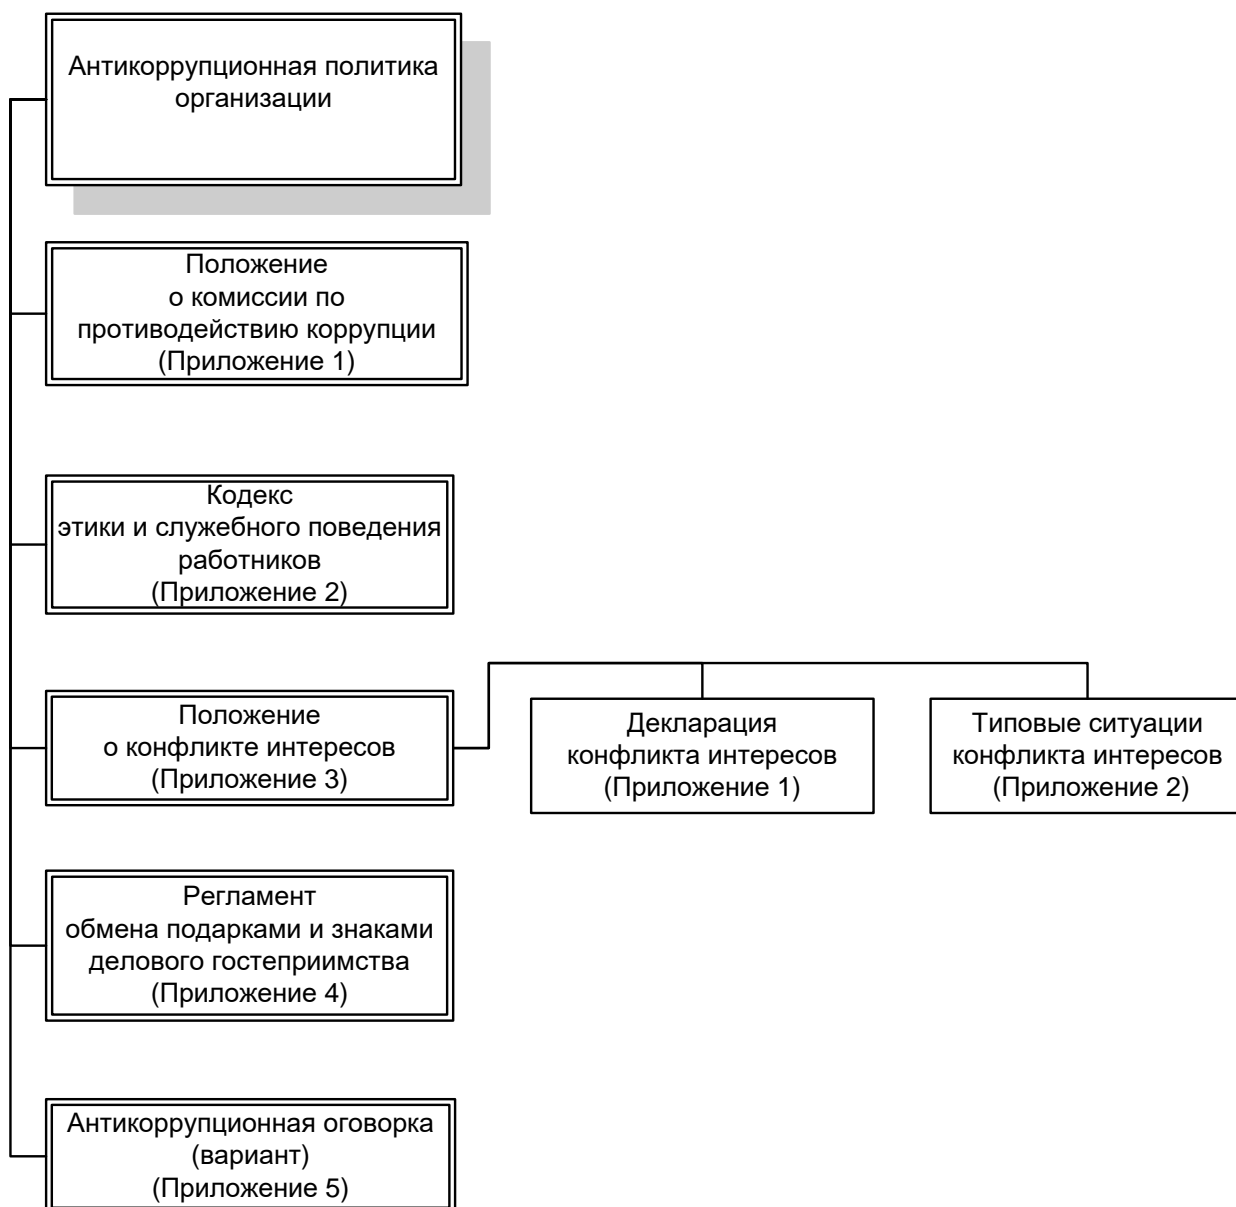 Антикоррупционная политика
организации
Положение
о комиссии по
противодействию коррупции
(Приложение 1)
Кодекс
этики и служебного поведения
работников
(Приложение 2)
Положение
о конфликте интересов
(Приложение 3)
Декларация
конфликта интересов
(Приложение 1)
Типовые ситуации
конфликта интересов
(Приложение 2)
Регламент
обмена подарками и знаками
делового гостеприимства
(Приложение 4)
Антикоррупционная оговорка
(вариант)
(Приложение 5)